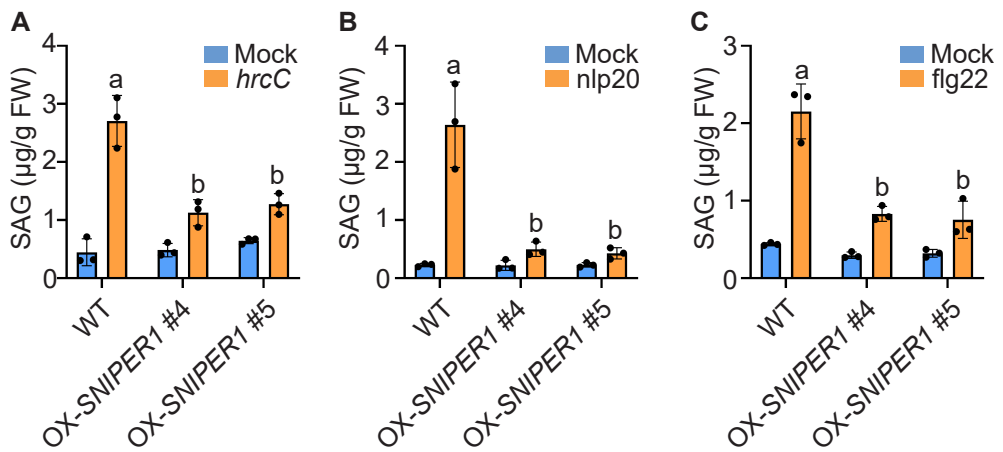 A
SAG (µg/g FW)
4
3
2
1
0
Mock
hrcC
a
b
b
WT
OX-SNIPER1 #4
OX-SNIPER1 #5
B
SAG (µg/g FW)
4
3
2
1
0
Mock
nlp20
a
b
b
WT
OX-SNIPER1 #4
OX-SNIPER1 #5
C
SAG (µg/g FW)
3
2
1
0
Mock
flg22
a
b
b
WT
OX-SNIPER1 #4
OX-SNIPER1 #5